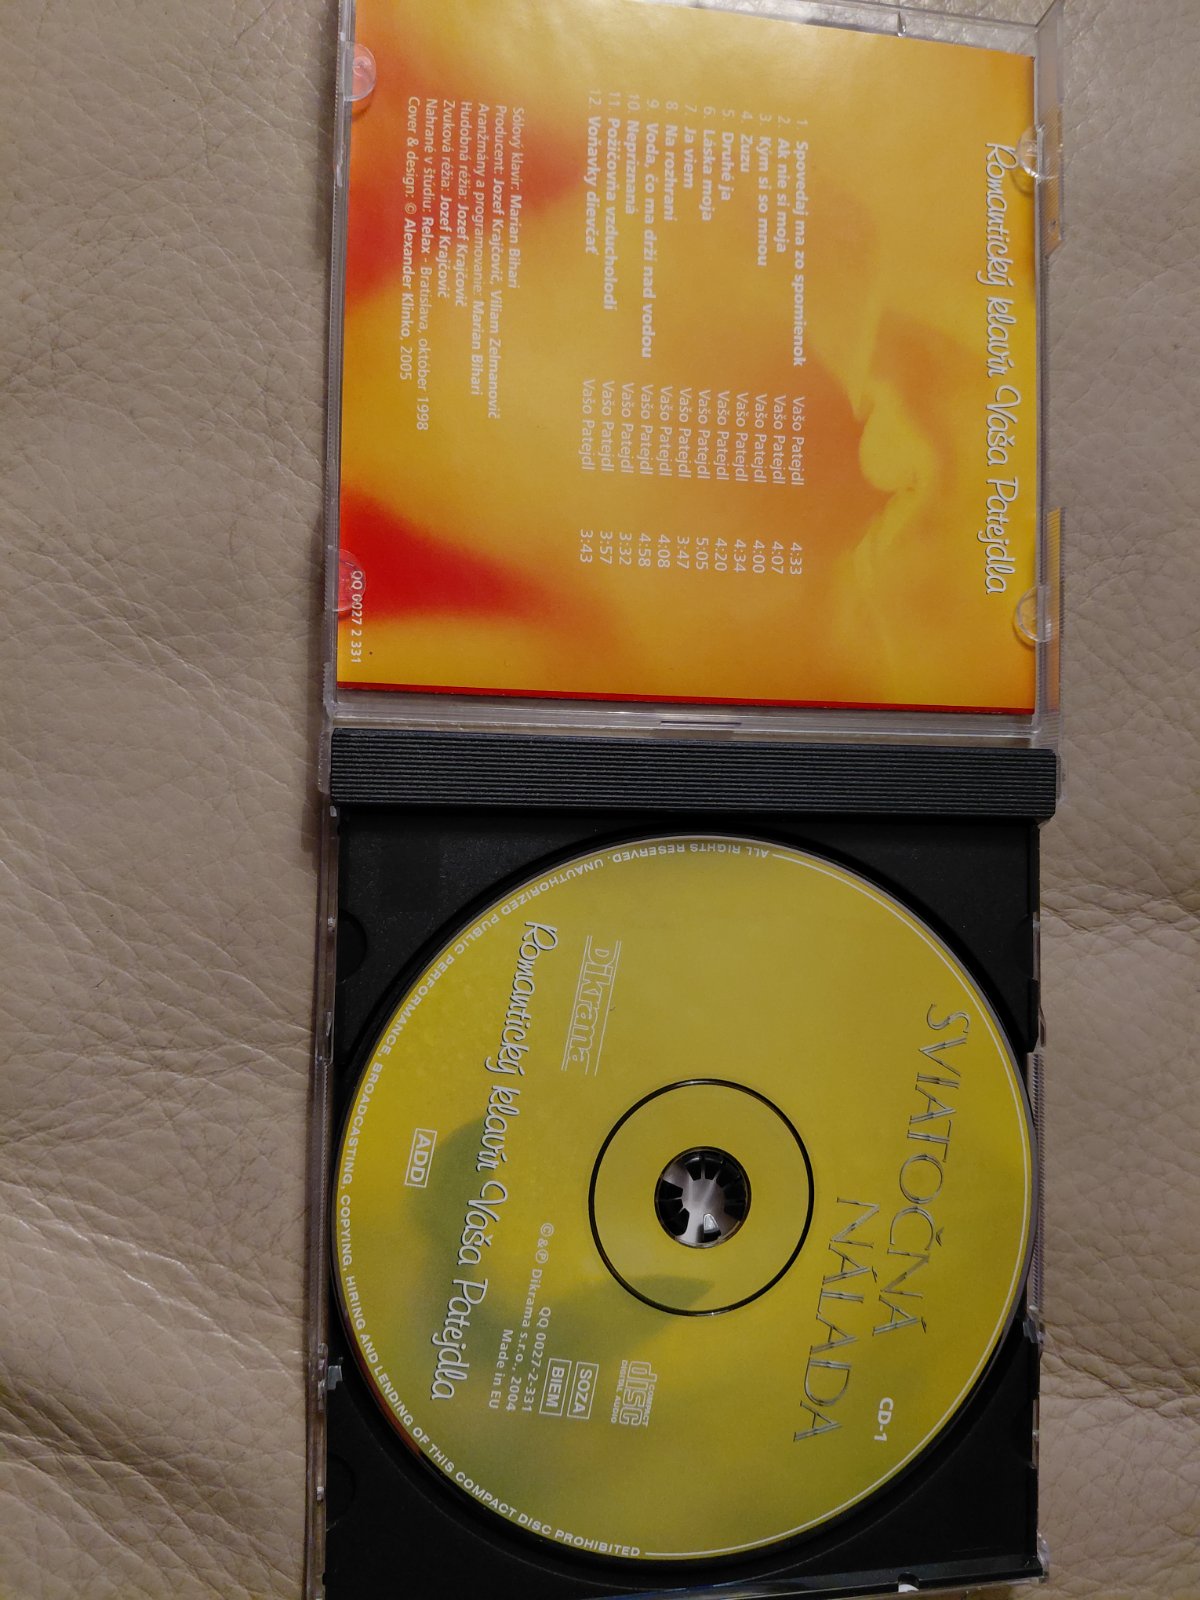 Romantický klavír Vaša Patejdla
1. Spovedaj ma zo spomienok Vašo Patejdl 4:33
2. Ak nie si moja Vašo Patejdl 4:07
3. Kým si so mnou Vašo Patejdl 4:00
4. Zuzu Vašo Patejdl 4:34
5. Druhé ja Vašo Patejdl 4:20
6. Láska moja Vašo Patejdl 5:05
7. Ja viem Vašo Patejdl 3:47
8. Na rozhraní Vašo Patejdl 4:08
9. Voda, čo ma drží nad vodou Vašo Patejdl 4:58
10. Nepriznaná Vašo Patejdl 3:32
11. Požičovňa vzducholodí Vašo Patejdl 3:57
12. Voňavky dievčať Vašo Patejdl 3:43
Sólový klavír: Marian Bihari
Producent: Jozef Krajčovič, Viliam Zelmanovič
Aranžmány a programovanie: Marian Bihari
Hudobná réžia: Jozef Krajčovič
Zvuková réžia: Jozef Krajčovič
Nahrané v štúdiu: Relax - Bratislava, október 1998
Cover & design: © Alexander Klinko, 2005
QQ 0027 2 331
SVIATOČNÁ
NÁLADA
CD-1
Dikrama
COMPACT
disc
DIGITAL AUDIO
SOZA
BIEM
QQ 0027-2-331
©&℗ Dikrama s.r.o., 2004
Made in EU
Romantický klavír Vaša Patejdla
ADD
ALL RIGHTS RESERVED. UNAUTHORIZED PUBLIC PERFORMANCE, BROADCASTING, COPYING, HIRING AND LENDING OF THIS COMPACT DISC PROHIBITED